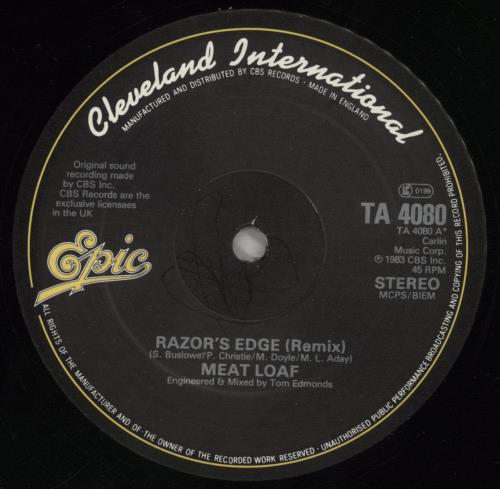 Cleveland International
MANUFACTURED AND DISTRIBUTED BY CBS RECORDS - MADE IN ENGLAND
Original sound
recording made
by CBS Inc.
CBS Records are the
exclusive licensees
in the UK
Epic
LC 0199
TA 4080
TA 4080 A*
Carlin
Music Corp.
℗ 1983 CBS Inc.
45 RPM
STEREO
MCPS/BIEM
RAZOR'S EDGE (Remix)
(S. Buslowe/P. Christie/M. Doyle/M. L. Aday)
MEAT LOAF
Engineered & Mixed by Tom Edmonds
ALL RIGHTS OF THE MANUFACTURER AND OF THE OWNER OF THE RECORDED WORK RESERVED - UNAUTHORISED PUBLIC PERFORMANCE BROADCASTING AND COPYING OF THIS RECORD PROHIBITED.